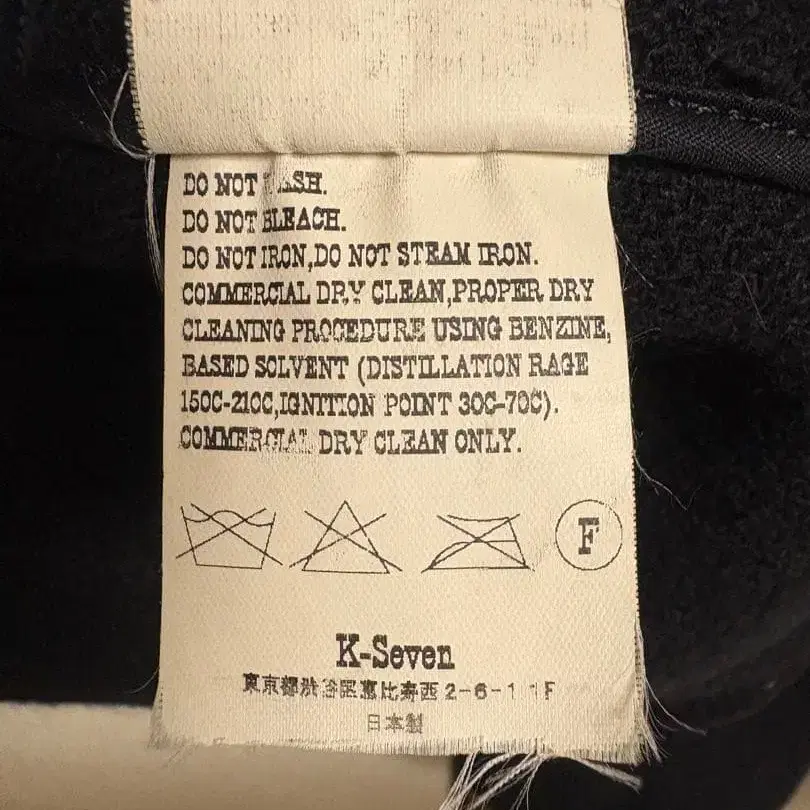 DO NOT WASH.
DO NOT BLEACH.
DO NOT IRON,DO NOT STEAM IRON.
COMMERCIAL DRY CLEAN,PROPER DRY
CLEANING PROCEDURE USING BENZINE,
BASED SOLVENT (DISTILLATION RAGE
150C-210C,IGNITION POINT 30C-70C).
COMMERCIAL DRY CLEAN ONLY.
F
K-Seven
東京都渋谷区恵比寿西 2-6-1 1F
日本製